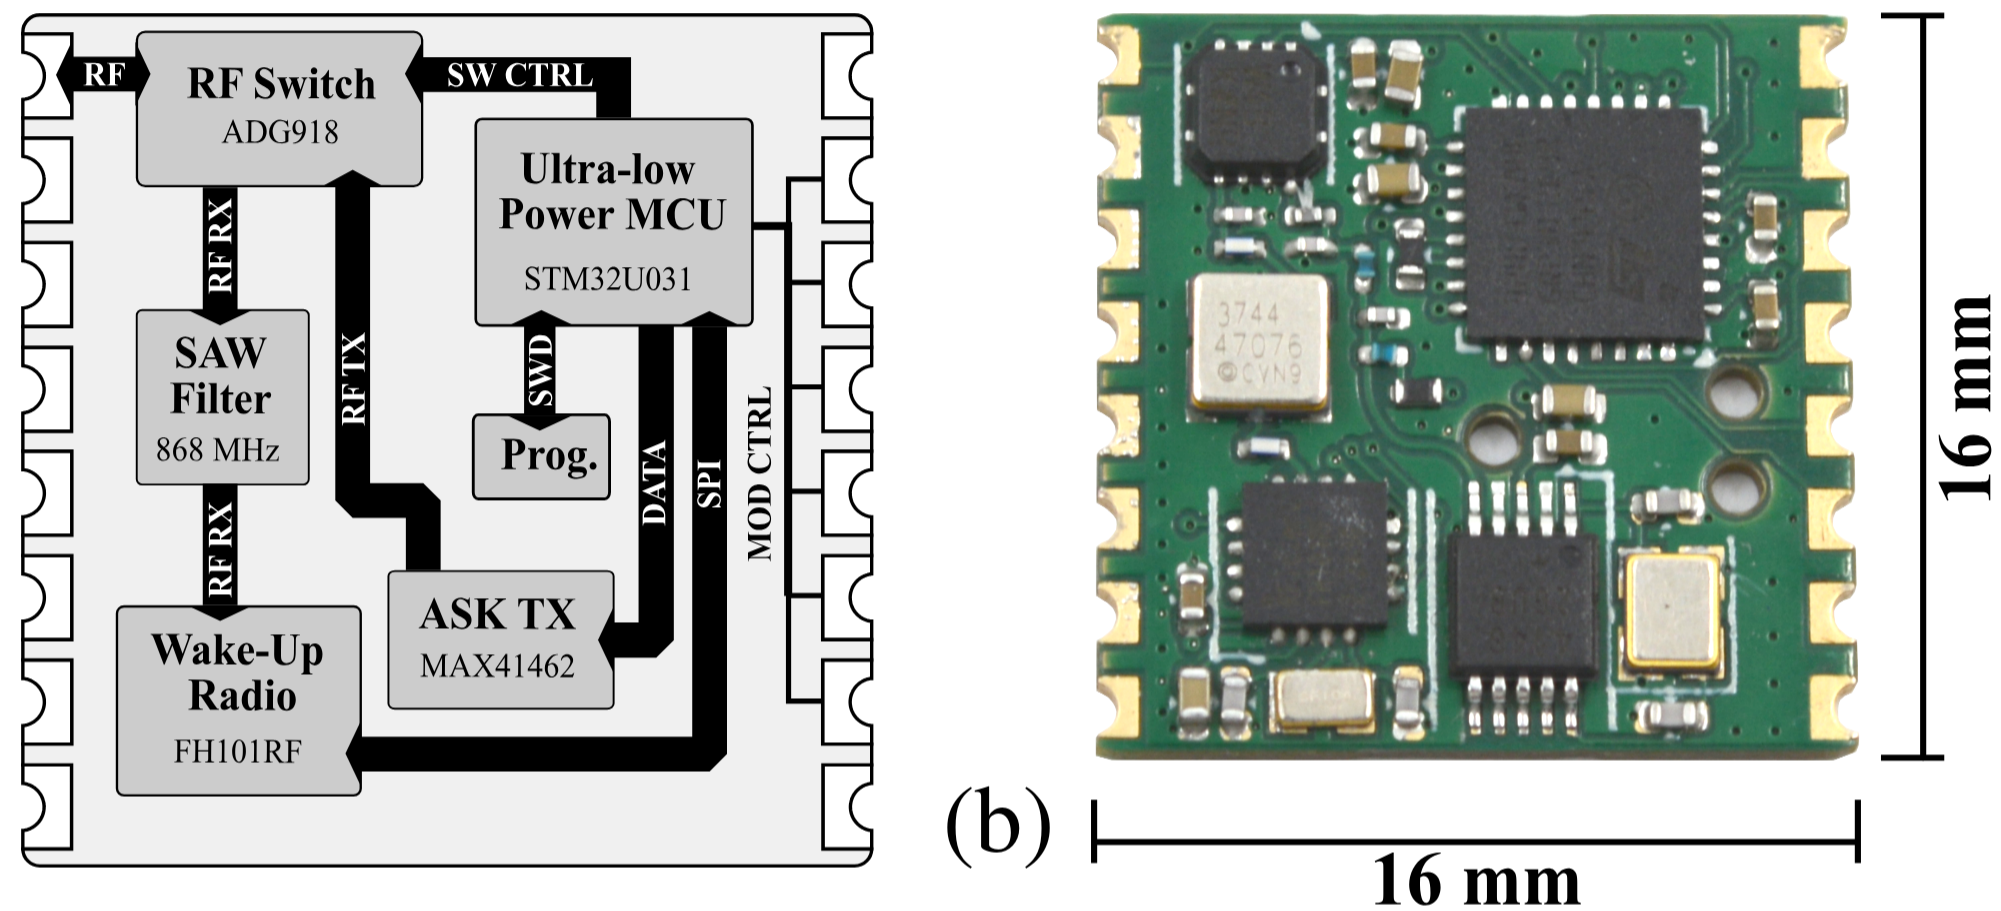 RF
RF Switch
ADG918
SW CTRL
Ultra-low
Power MCU
STM32U031
RF RX
SAW
Filter
868 MHz
RF TX
SWD
Prog.
DATA
SPI
MOD CTRL
RF RX
ASK TX
MAX41462
Wake-Up
Radio
FH101RF
3744
47076
©CVN9
(b)
16 mm
16 mm